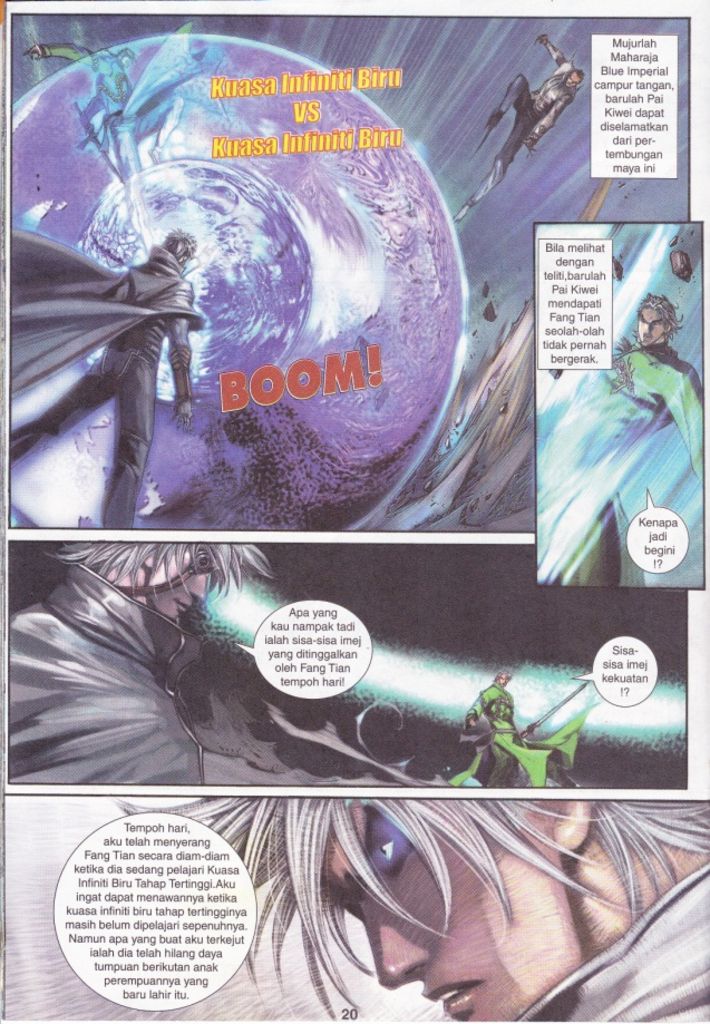 Kuasa Infiniti Biru
VS
Kuasa Infiniti Biru
Mujurlah
Maharaja
Blue Imperial
campur tangan,
barulah Pai
Kiwei dapat
diselamatkan
dari per-
tembungan
maya ini
BOOM!
Bila melihat
dengan
teliti,barulah
Pai Kiwei
mendapati
Fang Tian
seolah-olah
tidak pernah
bergerak.
Kenapa
jadi
begini
!?
Apa yang
kau nampak tadi
ialah sisa-sisa imej
yang ditinggalkan
oleh Fang Tian
tempoh hari!
Sisa-
sisa imej
kekuatan
!?
Tempoh hari,
aku telah menyerang
Fang Tian secara diam-diam
ketika dia sedang pelajari Kuasa
Infiniti Biru Tahap Tertinggi.Aku
ingat dapat menawannya ketika
kuasa infiniti biru tahap tertingginya
masih belum dipelajari sepenuhnya.
Namun apa yang buat aku terkejut
ialah dia telah hilang daya
tumpuan berikutan anak
perempuannya yang
baru lahir itu.
20